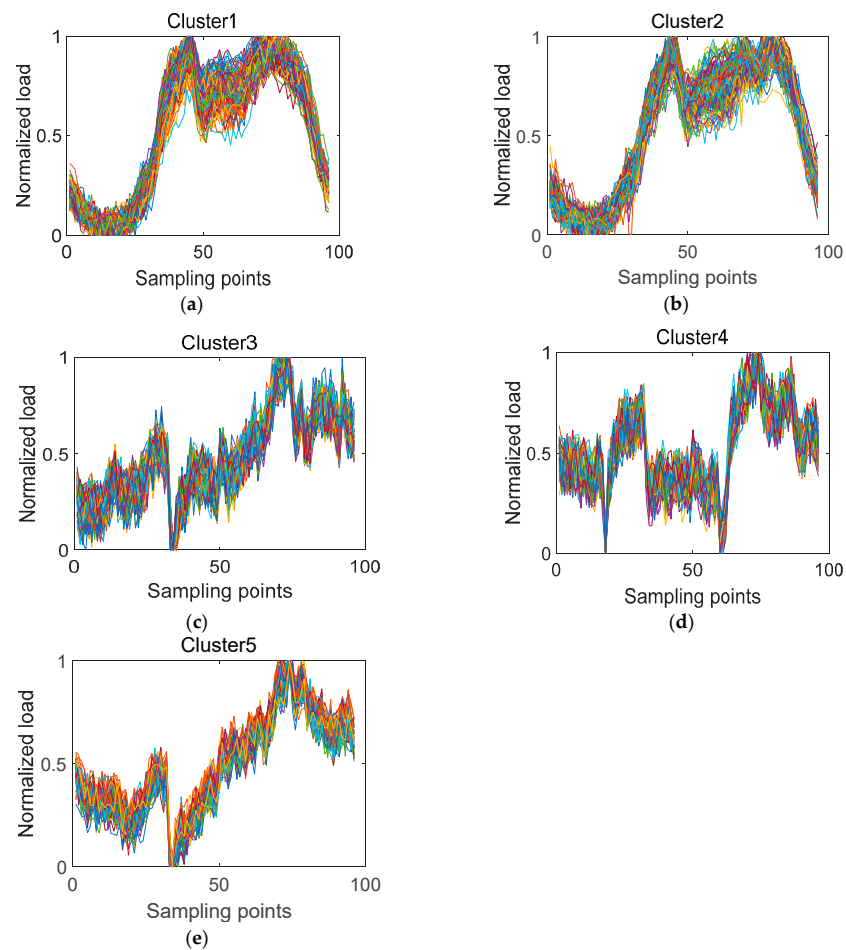 Cluster1
Normalized load
1
0.5
0
0
50
100
Sampling points
(a)
Cluster2
Normalized load
1
0.5
0
0
50
100
Sampling points
(b)
Cluster3
Normalized load
1
0.5
0
0
50
100
Sampling points
(c)
Cluster4
Normalized load
1
0.5
0
0
50
100
Sampling points
(d)
Cluster5
Normalized load
1
0.5
0
0
50
100
Sampling points
(e)